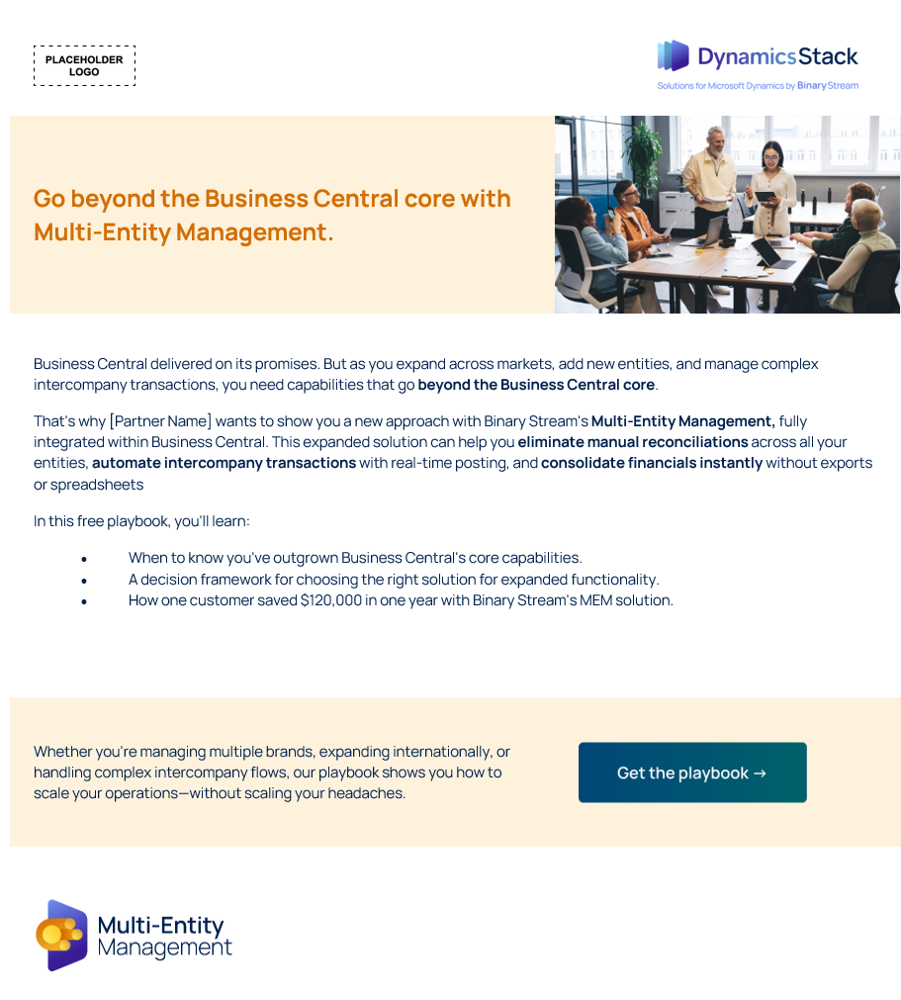 PLACEHOLDER
LOGO
DynamicsStack
Solutions for Microsoft Dynamics by BinaryStream
Go beyond the Business Central core with
Multi-Entity Management.
Business Central delivered on its promises. But as you expand across markets, add new entities, and manage complex
intercompany transactions, you need capabilities that go beyond the Business Central core.
That's why [Partner Name] wants to show you a new approach with Binary Stream's Multi-Entity Management, fully
integrated within Business Central. This expanded solution can help you eliminate manual reconciliations across all your
entities, automate intercompany transactions with real-time posting, and consolidate financials instantly without exports
or spreadsheets
In this free playbook, you'll learn:
• When to know you've outgrown Business Central's core capabilities.
• A decision framework for choosing the right solution for expanded functionality.
• How one customer saved $120,000 in one year with Binary Stream's MEM solution.
Whether you're managing multiple brands, expanding internationally, or
handling complex intercompany flows, our playbook shows you how to
scale your operations—without scaling your headaches.
Get the playbook →
Multi-Entity
Management